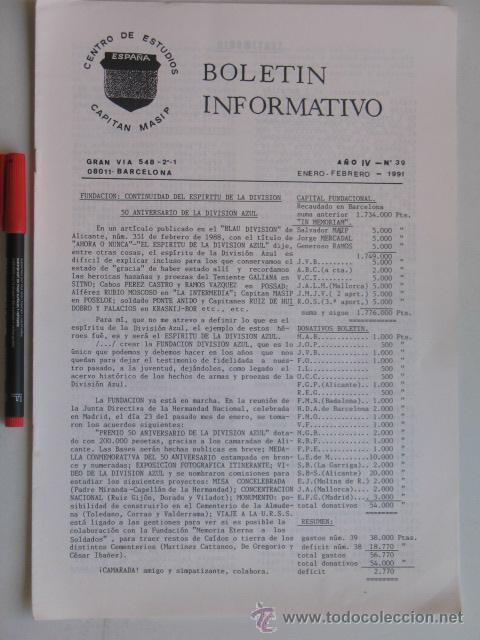 CENTRO DE ESTUDIOS
ESPAÑA
CAPITAN MASIP
BOLETIN
INFORMATIVO
GRAN VIA 548-2º-1
08011-BARCELONA
AÑO IV - Nº 39
ENERO-FEBRERO - 1991
FUNDACION: CONTINUIDAD DEL ESPIRITU DE LA DIVISION
50 ANIVERSARIO DE LA DIVISION AZUL
En un artículo publicado en el "BLAU DIVISION" de
Alicante, núm. 351 de febrero de 1988, con el título de
"AHORA O NUNCA"-"EL ESPIRITU DE LA DIVISION AZUL" dije,
entre otras cosas, el espíritu de la División Azul es
difícil de explicar incluso para los que conservamos el
estado de "gracia" de haber estado allí y recordamos
las heroicas hazañas y proezas del Teniente GALIANA en
SITNO; Cabos PEREZ CASTRO y RAMOS VAZQUEZ en POSSAD;
Alférez RUBIO MOSCOSO en "LA INTERMEDIA"; Capitan MASIP
en POSELOK; soldado PONTE ANIDO y Capitanes RUIZ DE HUI
DOBRO Y PALACIOS en KRASNIJ-BOR etc., etc.
Para mí, que no me atrevo a definir lo que es el
espíritu de la División Azul, el ejemplo de estos hé-
roes fué, es y será el ESPIRITU DE LA DIVISION AZUL.
/.../ crear la FUNDACION DIVISION AZUL, que es lo
único que podemos y debemos hacer en los años que nos
quedan para dejar el testimonio de fidelidad a nues-
tro pasado, a la juventud, dejándoles, como legado el
acervo histórico de los hechos de armas y proezas de la
División Azul.
La FUNDACION ya está en marcha. En la reunión de
la Junta Directiva de la Hermandad Nacional, celebrada
en Madrid, el día 23 del pasado mes de enero, se toma-
ron los acuerdos siguientes:
"PREMIO 50 ANIVERSARIO DE LA DIVISION AZUL" dota-
do con 200.000 pesetas, gracias a los camaradas de Ali-
cante. Las Bases serán hechas publicas en breve; MEDA-
LLA CONMEMORATIVA DEL 50 ANIVERSARIO estampada en bron-
ce y numeradas; EXPOSICION FOTOGRAFICA ITINERANTE; VI-
DEO DE LA DIVISION AZUL y se nombraron comisiones para
estudiar los siguientes proyectos: MISA CONCELEBRADA
(Padre Miranda-Capellán de la Hermandad); CONCENTRACION
NACIONAL (Ruiz Gijón, Dorado y Viladot); MONUMENTO: po-
sibilidad de construirlo en el Cementerio de la Almude-
na (Toledano, Corras y Valderrama); VIAJE A LA U.R.S.S.
está ligado a las gestiones para ver si es posible la
colaboración con la Fundación "Memoria Eterna a los
Soldados", para traer restos de Caídos o tierra de los
distintos Cementerios (Martinez Cattaneo, De Gregorio y
César Ibañez).
¡CAMARADA! amigo y simpatizante, colabora.
CAPITAL FUNDACIONAL.
Recaudado en Barcelona
suma anterior 1.734.000 Pts.
"IN MEMORIAM".
Salvador MASIP 5.000 "
Jorge MERCADAL 5.000 "
Generoso RAMOS 5.000 "
1.749.000
J.V.B. 5.000 "
A.B.C.(a cta.) 2.000 "
V.C.T. 5.000 "
J.A.L.M.(Mallorca) 5.000 "
J.M.J.V.( 2 aprt.) 5.000 "
A.O.S.(3.ª aport.) 5.000 "
suma y sigue 1.776.000 Pts.
DONATIVOS BOLETIN.
M.A.B. 1.000 Pts
J.O.P. 1.000 "
J.V.D. 1.000 "
F.O. 1.000 "
I.L. 500 "
J.C. 500 "
F.G.P.(Alicante). 1.000 "
R.E.G. 500 "
F.M.N.(Badalona). 1.000 "
H.D.A.de Barcelona 2.000 "
F.M.O. 1.000 "
J.V.F. 2.000 "
M.G.B. 2.000 "
R.B.F. 1.000 "
P.P.F. 1.000 "
L.E.de M. 10.000 "
S.B.(La Garriga). 2.000 "
S.B-S.(Alicante) 20.000 "
E.J.(Molins de R.) 2.000 "
J.A.(Mallorca) 2.000 "
E.F.G.(Madrid) 3.000 "
total donativos 54.000 "
RESUMEN:
gastos núm. 39 38.000 Ptas.
deficit núm. 38 18.770 "
total gastos 56.770
total donativos 54.000 "
deficit 2.770
todocoleccion.net